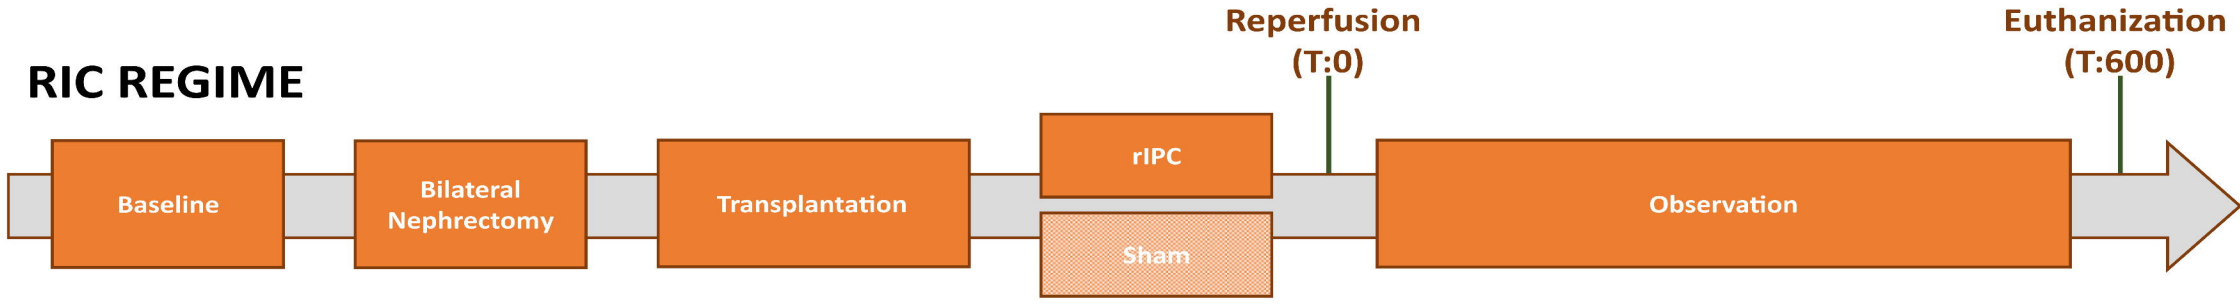 Reperfusion
(T:0)
Euthanization
(T:600)
RIC REGIME
Baseline
Bilateral
Nephrectomy
Transplantation
rIPC
Sham
Observation